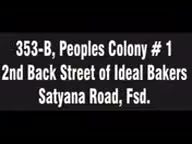 353-B, Peoples Colony # 1
2nd Back Street of Ideal Bakers
Satyana Road, Fsd.